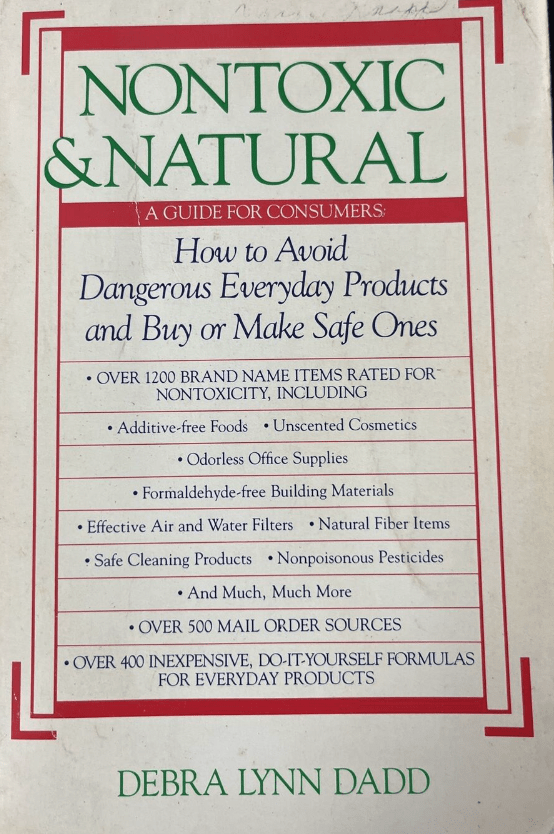 NONTOXIC
& NATURAL
A GUIDE FOR CONSUMERS:
How to Avoid
Dangerous Everyday Products
and Buy or Make Safe Ones
• OVER 1200 BRAND NAME ITEMS RATED FOR
NONTOXICITY, INCLUDING
• Additive-free Foods • Unscented Cosmetics
• Odorless Office Supplies
• Formaldehyde-free Building Materials
• Effective Air and Water Filters • Natural Fiber Items
• Safe Cleaning Products • Nonpoisonous Pesticides
• And Much, Much More
• OVER 500 MAIL ORDER SOURCES
• OVER 400 INEXPENSIVE, DO-IT-YOURSELF FORMULAS
FOR EVERYDAY PRODUCTS
DEBRA LYNN DADD